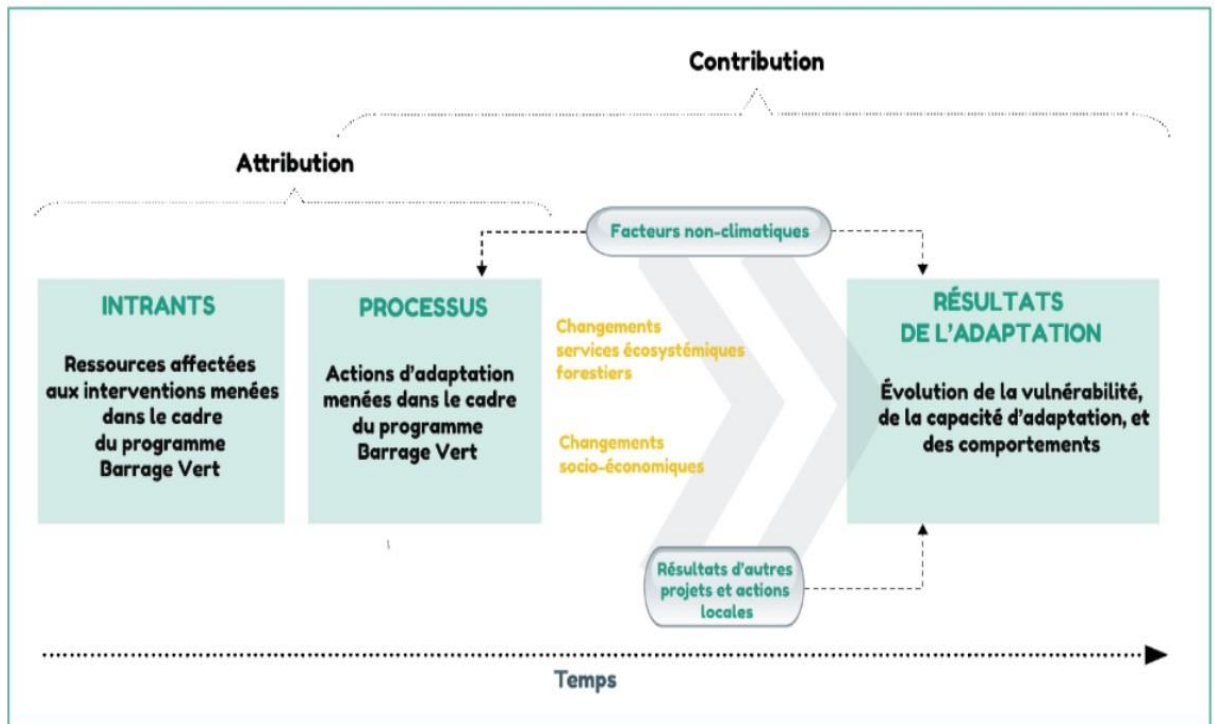 Contribution
Attribution
Facteurs non-climatiques
INTRANTS
Ressources affectées
aux interventions menées
dans le cadre
du programme
Barrage Vert
PROCESSUS
Actions d'adaptation
menées dans le cadre
du programme
Barrage Vert
Changements
services écosystémiques
forestiers
Changements
socio-économiques
RÉSULTATS
DE L'ADAPTATION
Évolution de la vulnérabilité,
de la capacité d'adaptation, et
des comportements
Résultats d'autres
projets et actions
locales
Temps